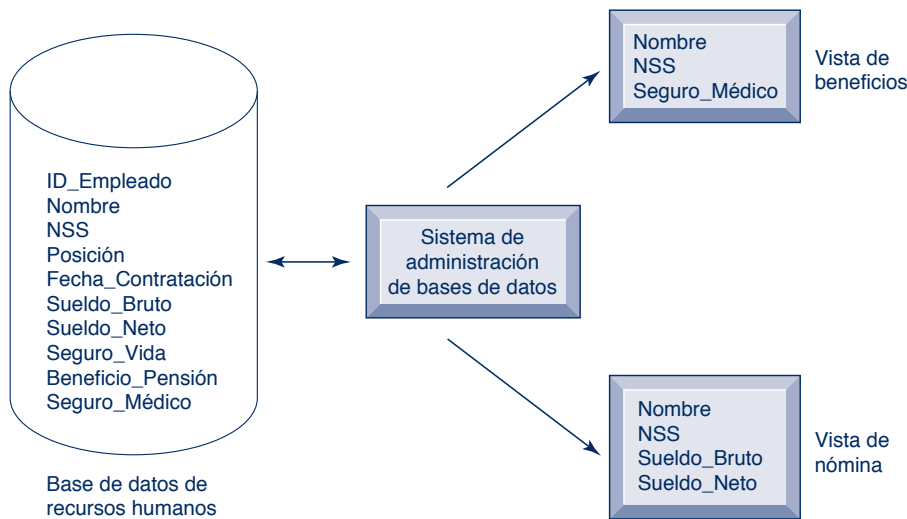 ID_Empleado
Nombre
NSS
Posición
Fecha_Contratación
Sueldo_Bruto
Sueldo_Neto
Seguro_Vida
Beneficio_Pensión
Seguro_Médico
Base de datos de
recursos humanos
Sistema de
administración
de bases de datos
Nombre
NSS
Seguro_Médico
Vista de
beneficios
Nombre
NSS
Sueldo_Bruto
Sueldo_Neto
Vista de
nómina